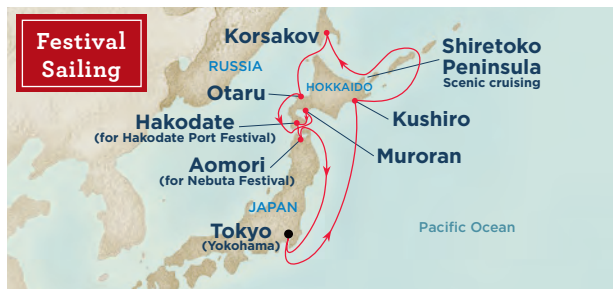 Festival
Sailing
Korsakov
RUSSIA
Shiretoko
Peninsula
Scenic cruising
HOKKAIDO
Otaru
Hakodate
(for Hakodate Port Festival)
Kushiro
Muroran
Aomori
(for Nebuta Festival)
JAPAN
Tokyo
(Yokohama)
Pacific Ocean